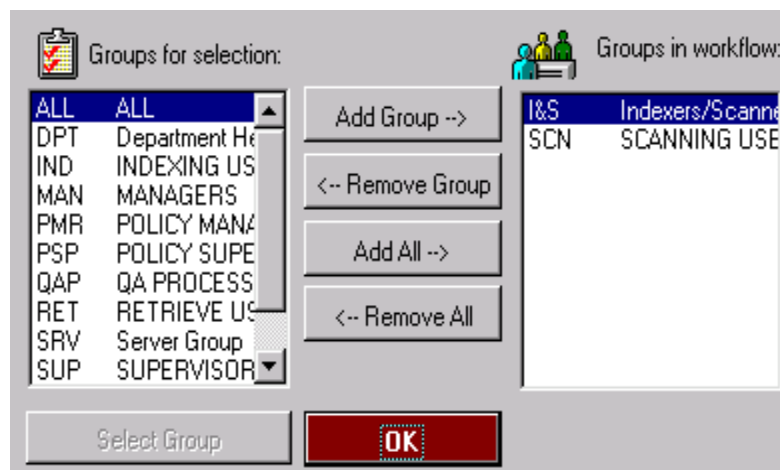 Groups for selection:
Groups in workflow:
ALL ALL
DPT Department He
IND INDEXING US
MAN MANAGERS
PMR POLICY MANA
PSP POLICY SUPE
QAP QA PROCESS
RET RETRIEVE US
SRV Server Group
SUP SUPERVISOR
Add Group -->
<-- Remove Group
Add All -->
<-- Remove All
I&S Indexers/Scanne
SCN SCANNING USE
Select Group
OK